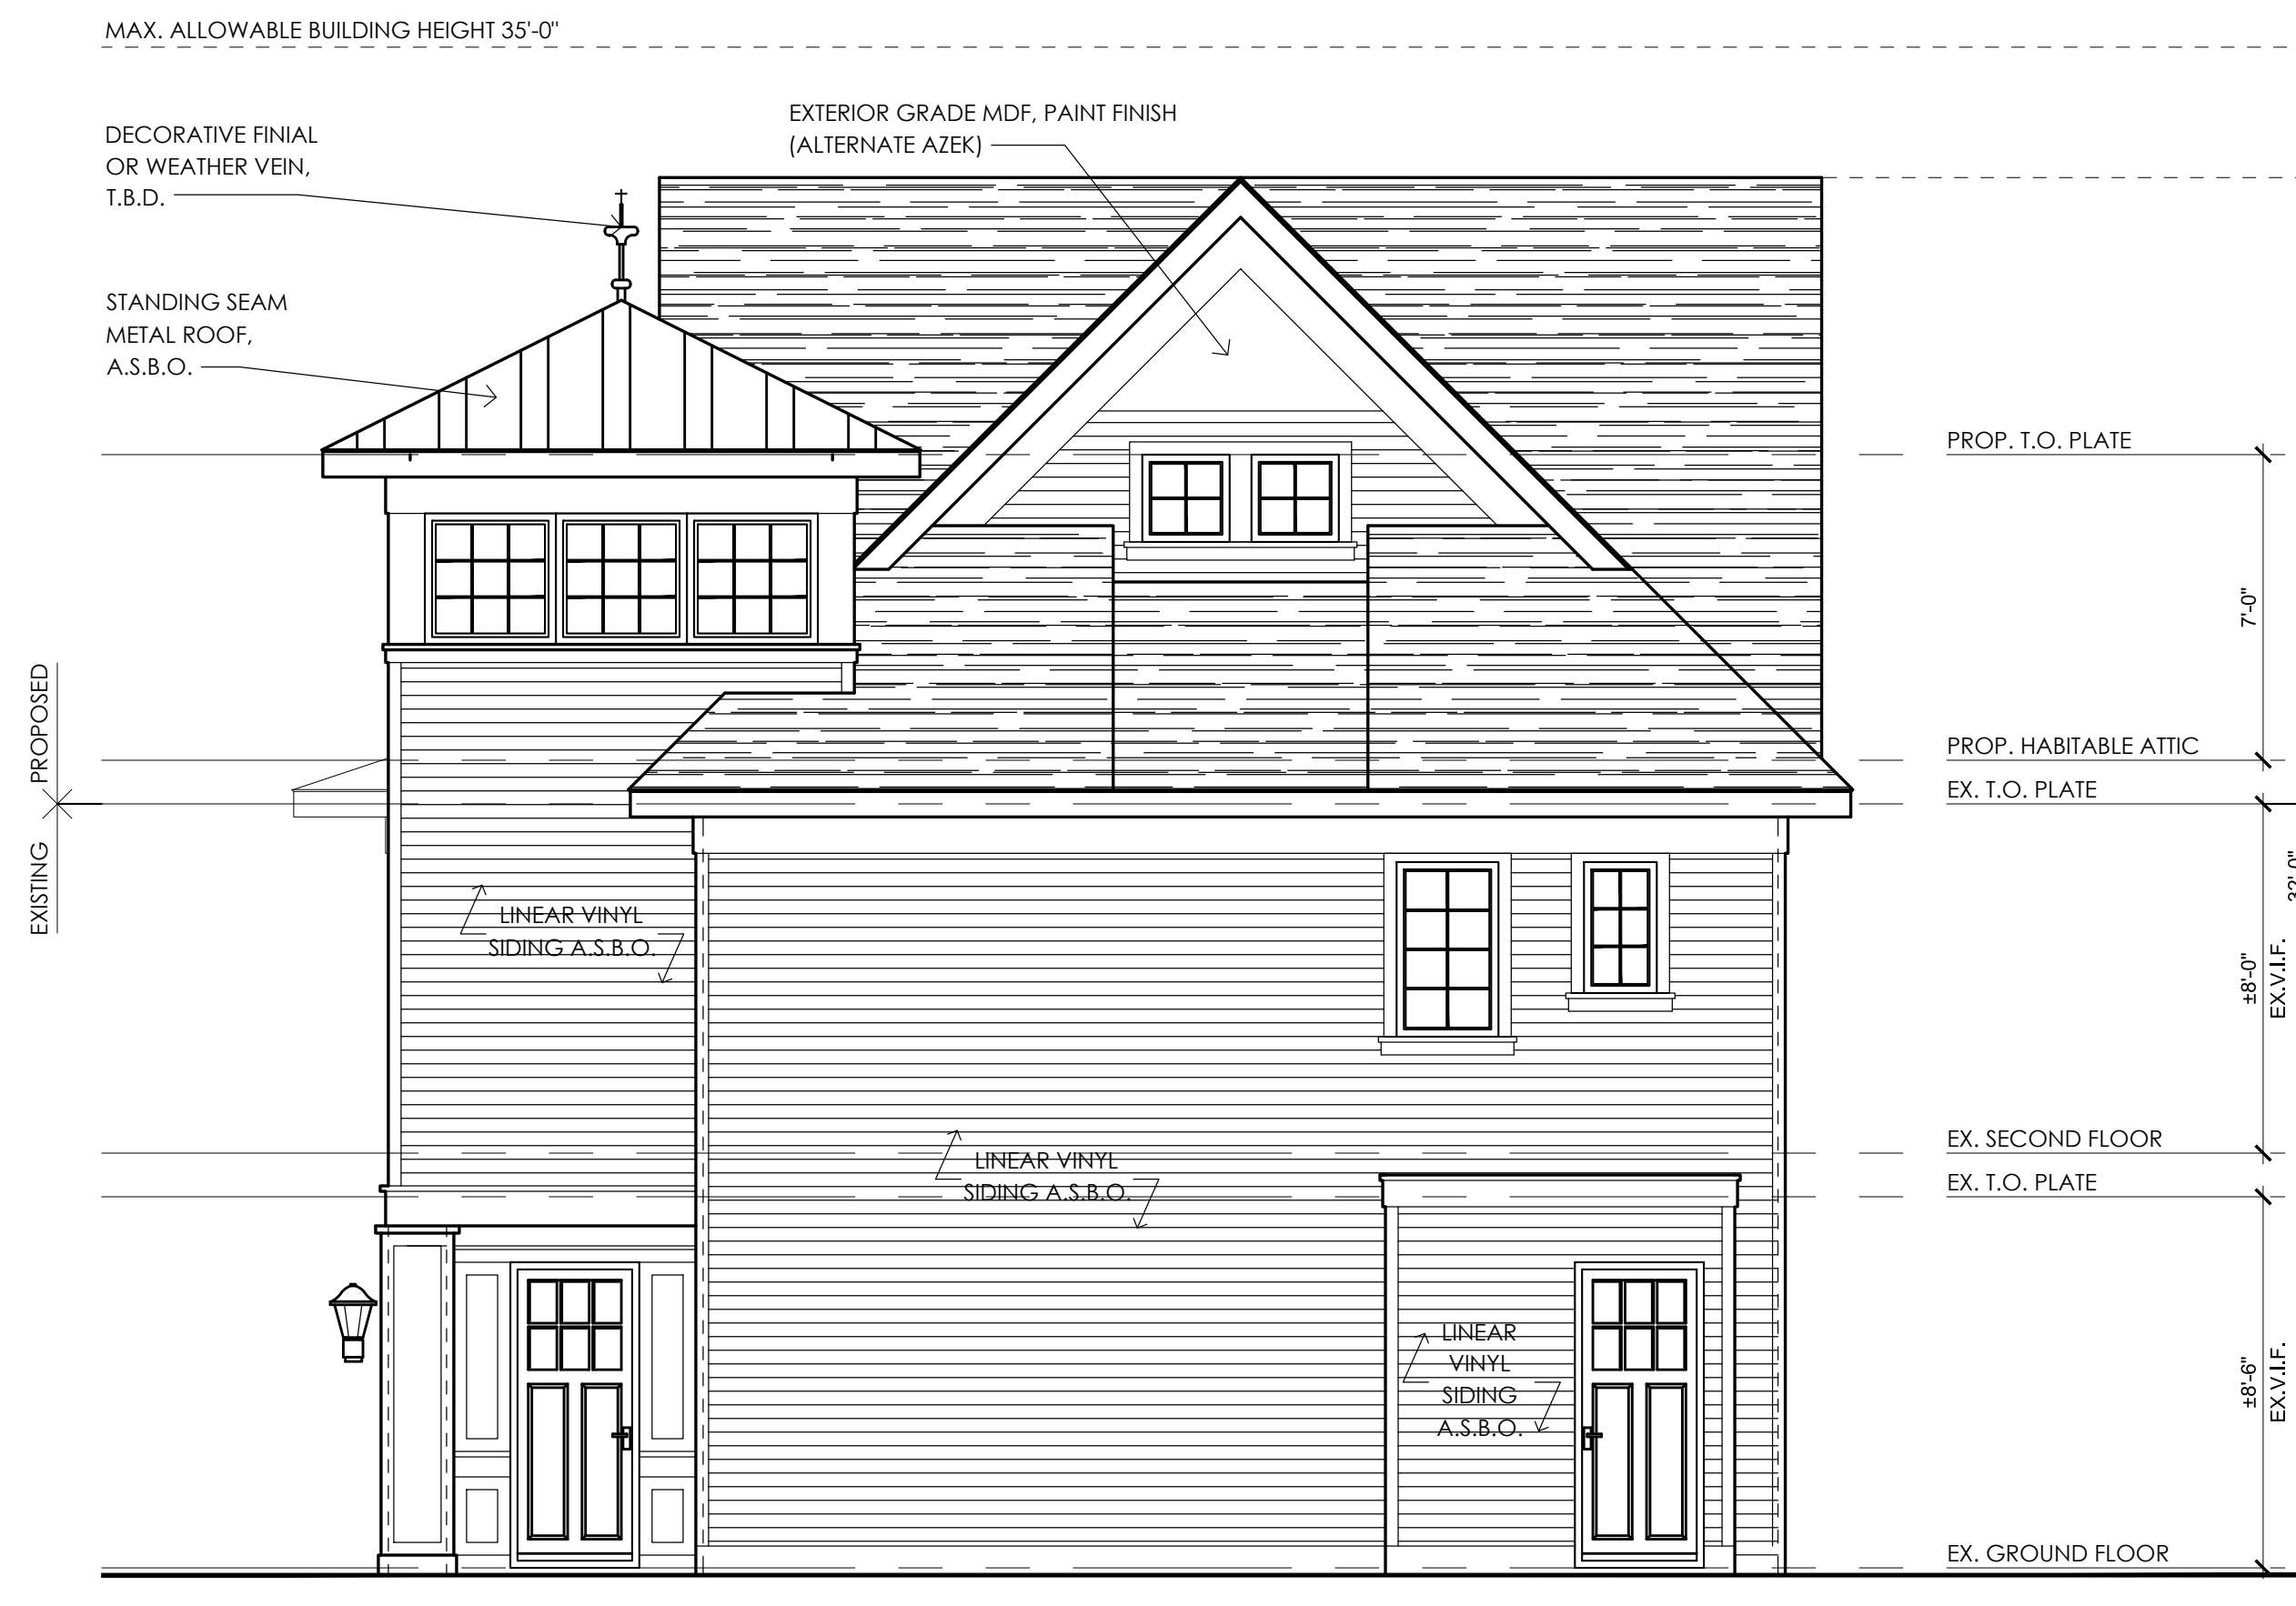 MAX. ALLOWABLE BUILDING HEIGHT 35'-0"
DECORATIVE FINIAL
OR WEATHER VEIN,
T.B.D.
EXTERIOR GRADE MDF, PAINT FINISH
(ALTERNATE AZEK)
STANDING SEAM
METAL ROOF,
A.S.B.O.
PROP. T.O. PLATE
7'-0"
PROPOSED
EXISTING
PROP. HABITABLE ATTIC
EX. T.O. PLATE
LINEAR VINYL
SIDING A.S.B.O.
±8'-0"
EX.V.I.F.
LINEAR VINYL
SIDING A.S.B.O.
EX. SECOND FLOOR
EX. T.O. PLATE
LINEAR
VINYL
SIDING
A.S.B.O.
±8'-6"
EX.V.I.F.
EX. GROUND FLOOR